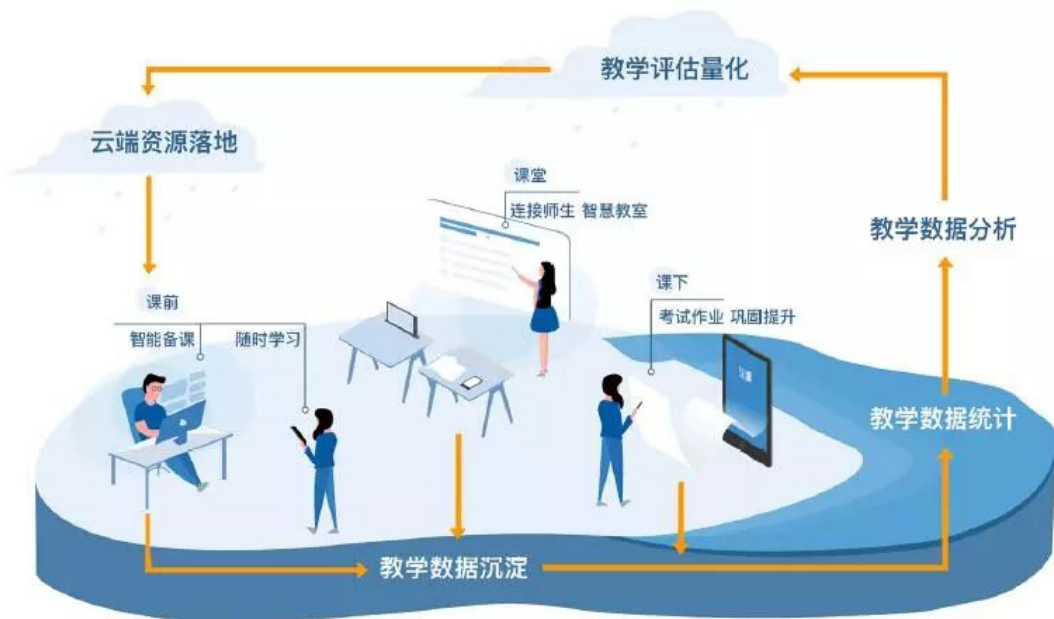 教学评估量化
云端资源落地
课堂
连接师生 智慧教室
教学数据分析
课前
智能备课
随时学习
课下
考试作业 巩固提升
教学数据统计
教学数据沉淀